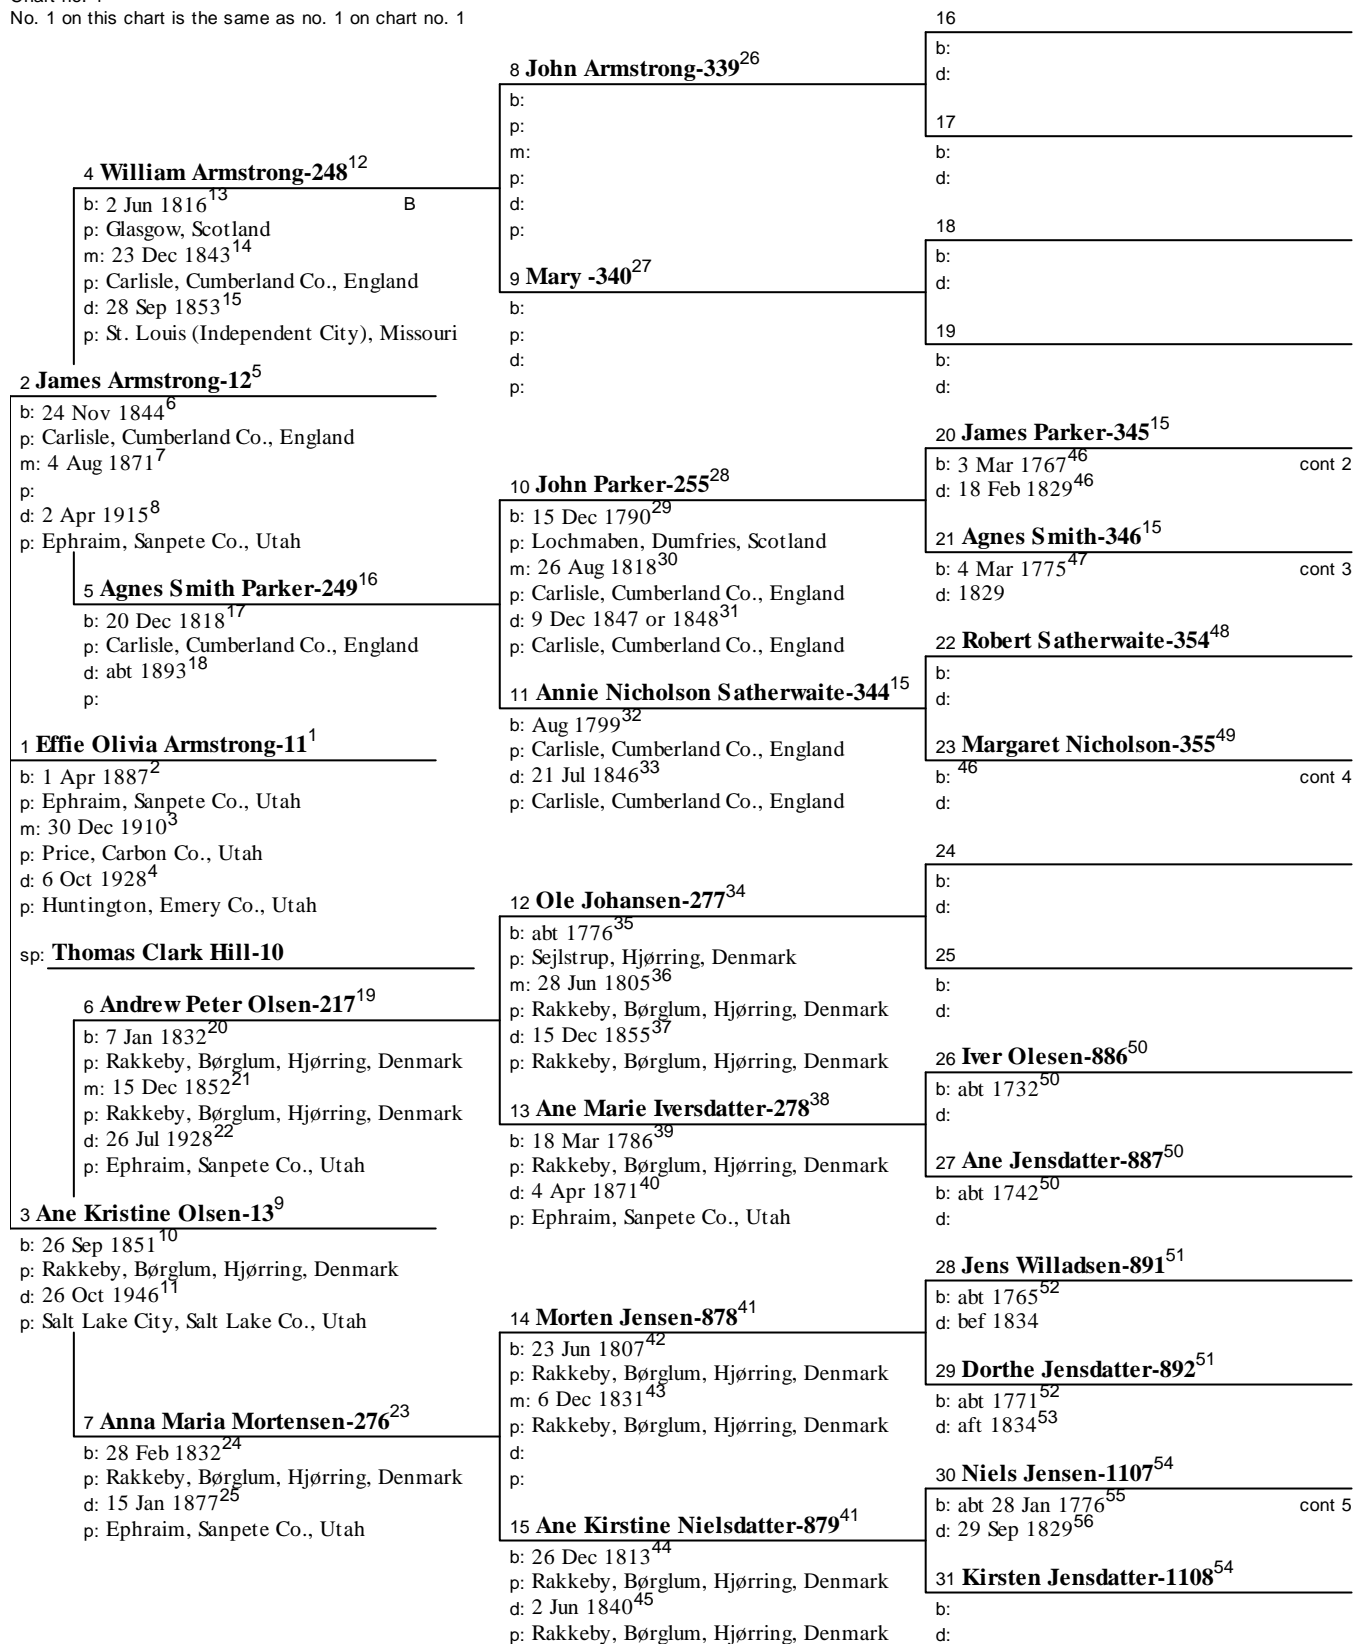 No. 1 on this chart is the same as no. 1 on chart no. 1
16
b:
d:
8 John Armstrong-339 26
b:
p:
m:
p:
d:
p:
17
b:
d:
4 William Armstrong-248 12
b: 2 Jun 1816 13 B
p: Glasgow, Scotland
m: 23 Dec 1843 14
p: Carlisle, Cumberland Co., England
d: 28 Sep 1853 15
p: St. Louis (Independent City), Missouri
18
b:
d:
9 Mary -340 27
b:
p:
d:
p:
19
b:
d:
2 James Armstrong-12 5
b: 24 Nov 1844 6
p: Carlisle, Cumberland Co., England
m: 4 Aug 1871 7
p:
d: 2 Apr 1915 8
p: Ephraim, Sanpete Co., Utah
20 James Parker-345 15
b: 3 Mar 1767 46 cont 2
d: 18 Feb 1829 46
10 John Parker-255 28
b: 15 Dec 1790 29
p: Lochmaben, Dumfries, Scotland
m: 26 Aug 1818 30
p: Carlisle, Cumberland Co., England
d: 9 Dec 1847 or 1848 31
p: Carlisle, Cumberland Co., England
21 Agnes Smith-346 15
b: 4 Mar 1775 47 cont 3
d: 1829
5 Agnes Smith Parker-249 16
b: 20 Dec 1818 17
p: Carlisle, Cumberland Co., England
d: abt 1893 18
p:
22 Robert Satherwaite-354 48
b:
d:
11 Annie Nicholson Satherwaite-344 15
b: Aug 1799 32
p: Carlisle, Cumberland Co., England
d: 21 Jul 1846 33
p: Carlisle, Cumberland Co., England
23 Margaret Nicholson-355 49
b: 46 cont 4
d:
1 Effie Olivia Armstrong-11 1
b: 1 Apr 1887 2
p: Ephraim, Sanpete Co., Utah
m: 30 Dec 1910 3
p: Price, Carbon Co., Utah
d: 6 Oct 1928 4
p: Huntington, Emery Co., Utah
sp: Thomas Clark Hill-10
24
b:
d:
12 Ole Johansen-277 34
b: abt 1776 35
p: Sejlstrup, Hjørring, Denmark
m: 28 Jun 1805 36
p: Rakkeby, Børglum, Hjørring, Denmark
d: 15 Dec 1855 37
p: Rakkeby, Børglum, Hjørring, Denmark
25
b:
d:
6 Andrew Peter Olsen-217 19
b: 7 Jan 1832 20
p: Rakkeby, Børglum, Hjørring, Denmark
m: 15 Dec 1852 21
p: Rakkeby, Børglum, Hjørring, Denmark
d: 26 Jul 1928 22
p: Ephraim, Sanpete Co., Utah
26 Iver Olesen-886 50
b: abt 1732 50
d:
13 Ane Marie Iversdatter-278 38
b: 18 Mar 1786 39
p: Rakkeby, Børglum, Hjørring, Denmark
d: 4 Apr 1871 40
p: Ephraim, Sanpete Co., Utah
27 Ane Jensdatter-887 50
b: abt 1742 50
d:
3 Ane Kristine Olsen-13 9
b: 26 Sep 1851 10
p: Rakkeby, Børglum, Hjørring, Denmark
d: 26 Oct 1946 11
p: Salt Lake City, Salt Lake Co., Utah
28 Jens Willadsen-891 51
b: abt 1765 52
d: bef 1834
14 Morten Jensen-878 41
b: 23 Jun 1807 42
p: Rakkeby, Børglum, Hjørring, Denmark
m: 6 Dec 1831 43
p: Rakkeby, Børglum, Hjørring, Denmark
d:
p:
29 Dorthe Jensdatter-892 51
b: abt 1771 52
d: aft 1834 53
7 Anna Maria Mortensen-276 23
b: 28 Feb 1832 24
p: Rakkeby, Børglum, Hjørring, Denmark
d: 15 Jan 1877 25
p: Ephraim, Sanpete Co., Utah
30 Niels Jensen-1107 54
b: abt 28 Jan 1776 55 cont 5
d: 29 Sep 1829 56
15 Ane Kirstine Nielsdatter-879 41
b: 26 Dec 1813 44
p: Rakkeby, Børglum, Hjørring, Denmark
d: 2 Jun 1840 45
p: Rakkeby, Børglum, Hjørring, Denmark
31 Kirsten Jensdatter-1108 54
b:
d: